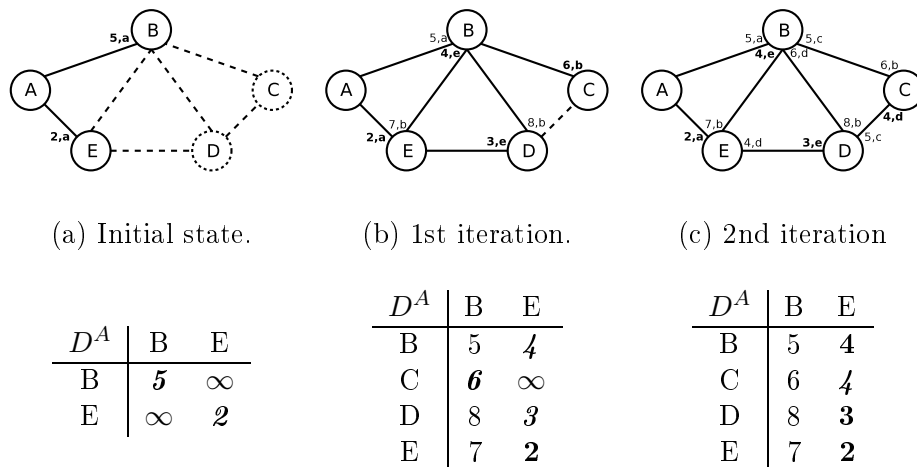 5,a B
A
C
2,a
E
D
5,a B
4,e
6,b
A
C
7,b
8,b
2,a
E
3,e
D
5,a B 5,c
4,e 6,d
6,b
A
C
4,d
7,b
8,b
2,a
E 4,d
3,e D 5,c
(a) Initial state.
(b) 1st iteration.
(c) 2nd iteration
D^A B E
B 5 ∞
E ∞ 2
D^A B E
B 5 4
C 6 ∞
D 8 3
E 7 2
D^A B E
B 5 4
C 6 4
D 8 3
E 7 2